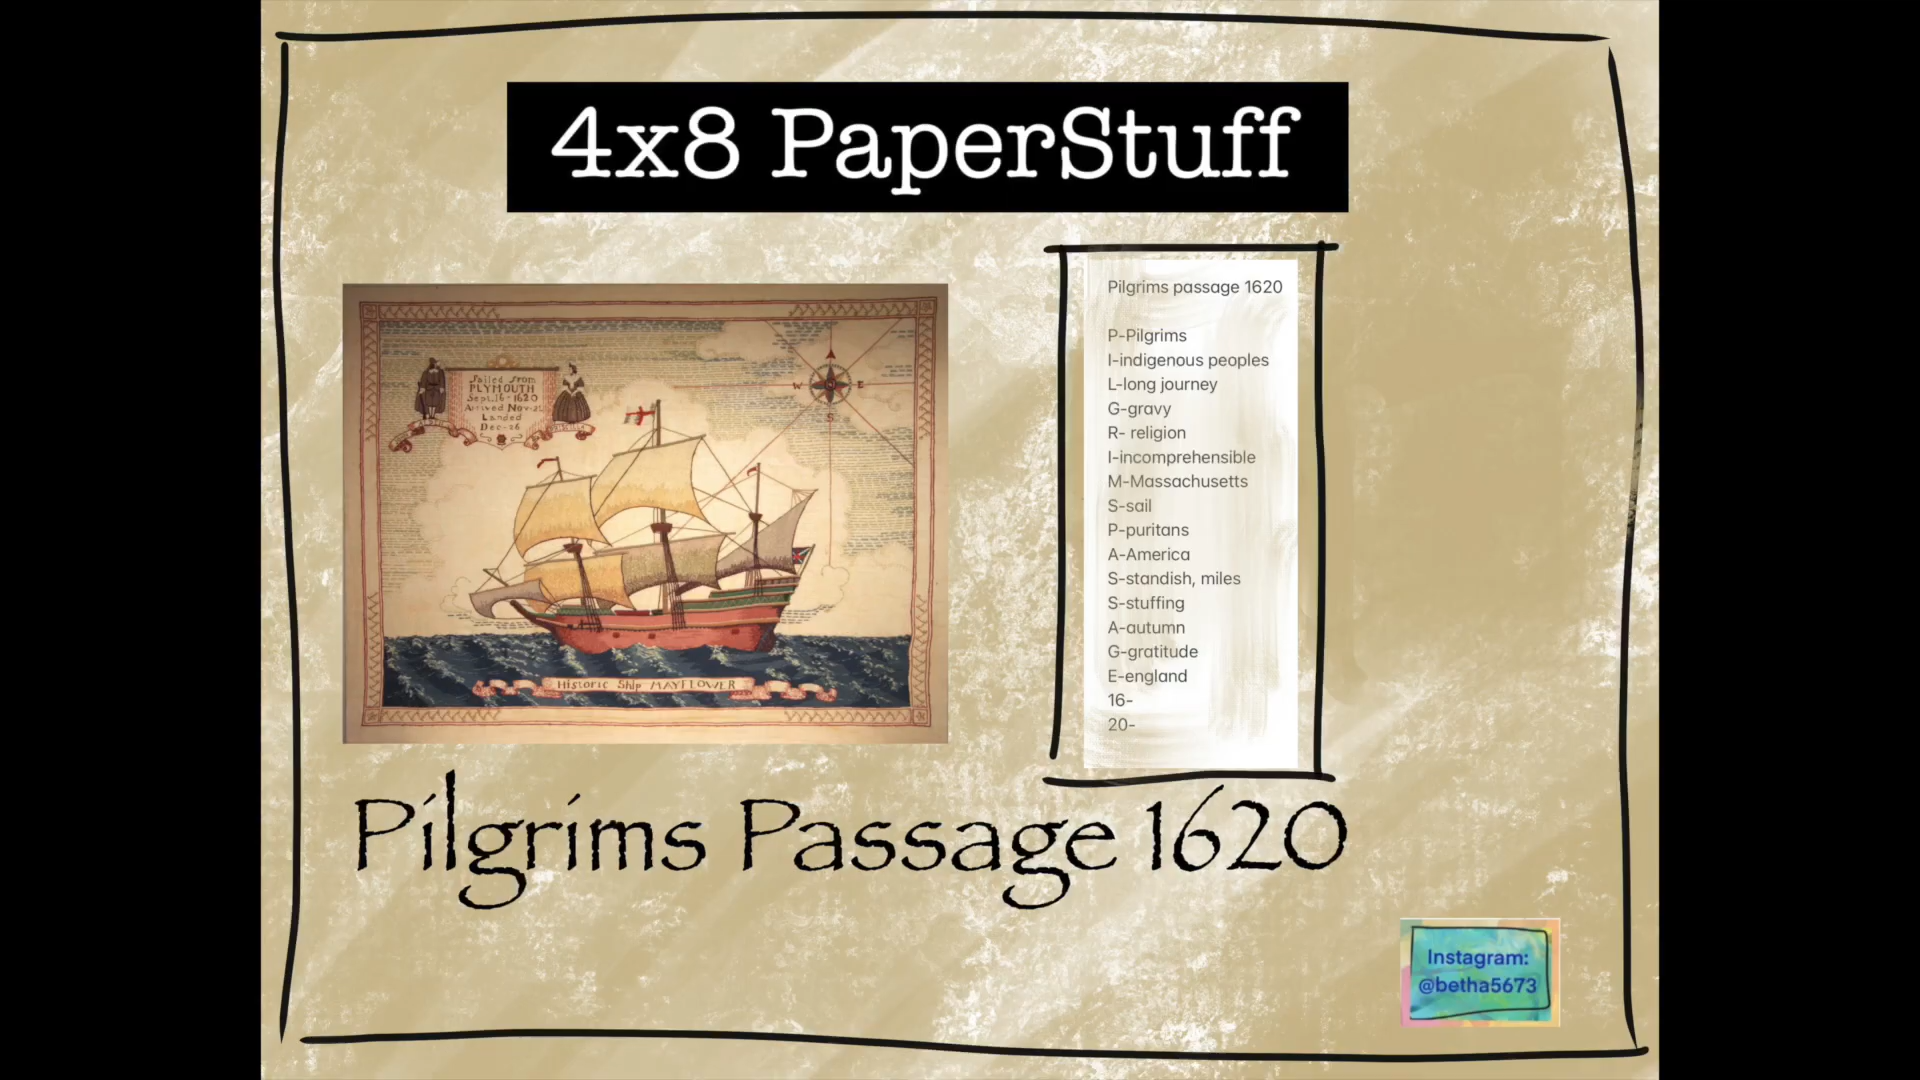 4x8 PaperStuff
Sailed from
PLYMOUTH
Sept. 16-1620
Arrived Nov-21
Landed
Dec-26
W
E
S
Historic Ship MAYFLOWER
Pilgrims passage 1620
P-Pilgrims
I-indigenous peoples
L-long journey
G-gravy
R- religion
I-incomprehensible
M-Massachusetts
S-sail
P-puritans
A-America
S-standish, miles
S-stuffing
A-autumn
G-gratitude
E-england
16-
20-
Pilgrims Passage 1620
Instagram:
@betha5673